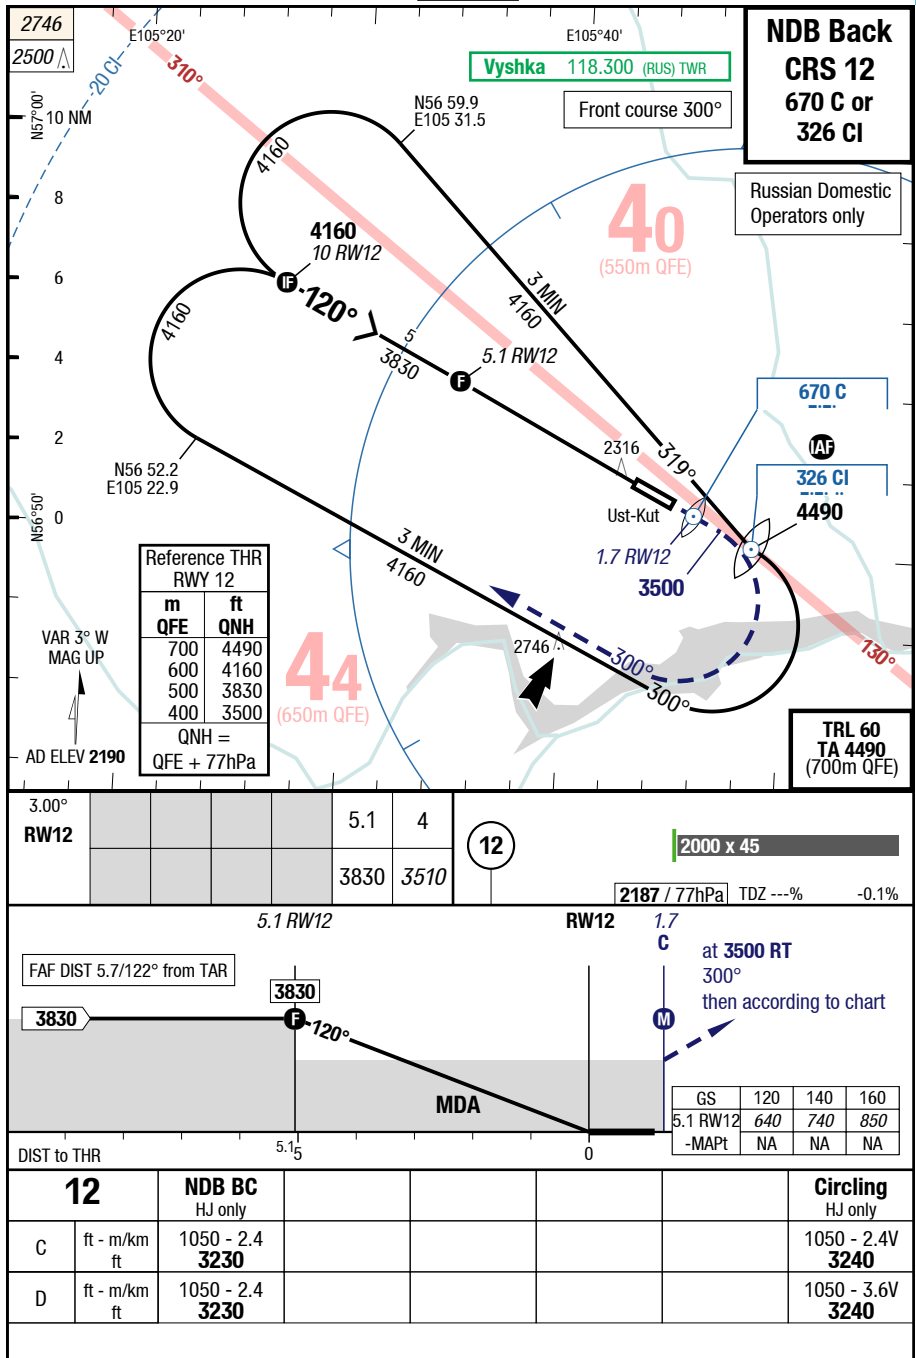 2746
2500
E105°20'
E105°40'
NDB Back
CRS 12
670 C or
326 CI
Vyshka 118.300 (RUS) TWR
Front course 300°
Russian Domestic
Operators only
20 CI
310°
N57°00'
10 NM
8
6
4
2
0
N56°50'
N56 59.9
E105 31.5
4160
40
(550m QFE)
4160
10 RW12
IF
120°
3 MIN
4160
4160
5
3830
5.1 RW12
F
670 C
IAF
326 CI
4490
2316
319°
Ust-Kut
1.7 RW12
3500
N56 52.2
E105 22.9
3 MIN
4160
2746
300°
300°
130°
44
(650m QFE)
Reference THR
RWY 12
m ft
QFE QNH
700 4490
600 4160
500 3830
400 3500
QNH =
QFE + 77hPa
VAR 3° W
MAG UP
AD ELEV 2190
TRL 60
TA 4490
(700m QFE)
3.00°
RW12
5.1 4
3830 3510
12
2000 x 45
2187 / 77hPa TDZ ---% -0.1%
5.1 RW12
RW12
1.7
C
FAF DIST 5.7/122° from TAR
3830
3830
F
120°
M
at 3500 RT
300°
then according to chart
MDA
GS 120 140 160
5.1 RW12 640 740 850
-MAPt NA NA NA
DIST to THR
5.1
5
0
12 NDB BC Circling
HJ only HJ only
C ft - m/km 1050 - 2.4 1050 - 2.4V
ft 3230 3240
D ft - m/km 1050 - 2.4 1050 - 3.6V
ft 3230 3240